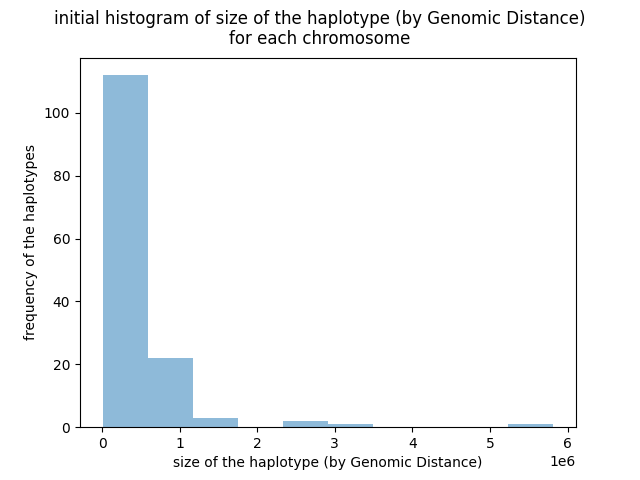 initial histogram of size of the haplotype (by Genomic Distance)
for each chromosome
frequency of the haplotypes
100
80
60
40
20
0
0 1 2 3 4 5 6
1e6
size of the haplotype (by Genomic Distance)